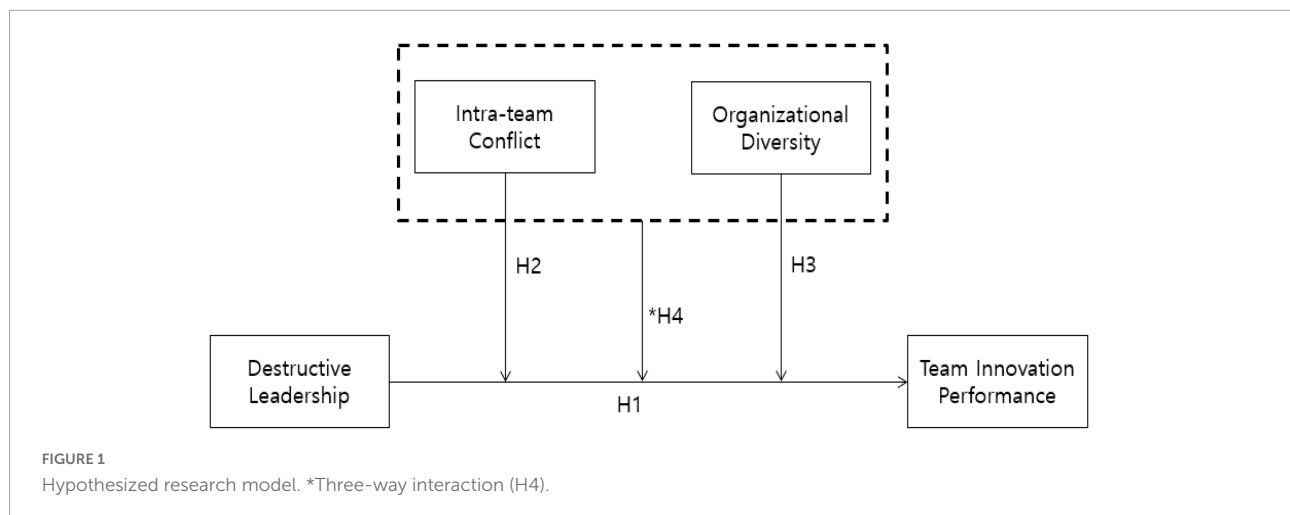 Intra-team
Conflict
Organizational
Diversity
H2
H3
*H4
Destructive
Leadership
Team Innovation
Performance
H1
FIGURE 1
Hypothesized research model. *Three-way interaction (H4).